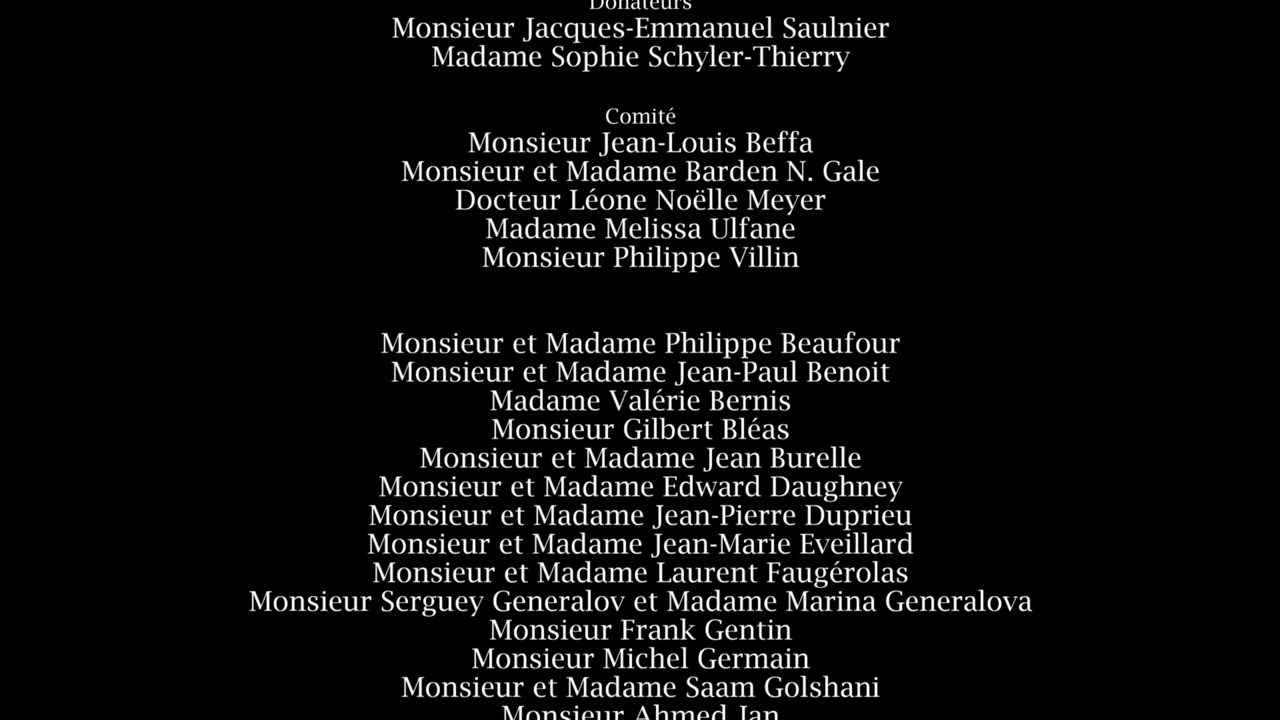 Donateurs
Monsieur Jacques-Emmanuel Saulnier
Madame Sophie Schyler-Thierry
Comité
Monsieur Jean-Louis Beffa
Monsieur et Madame Barden N. Gale
Docteur Léone Noëlle Meyer
Madame Melissa Ulfane
Monsieur Philippe Villin
Monsieur et Madame Philippe Beaufour
Monsieur et Madame Jean-Paul Benoit
Madame Valérie Bernis
Monsieur Gilbert Bléas
Monsieur et Madame Jean Burelle
Monsieur et Madame Edward Daughney
Monsieur et Madame Jean-Pierre Duprieu
Monsieur et Madame Jean-Marie Eveillard
Monsieur et Madame Laurent Faugérolas
Monsieur Serguey Generalov et Madame Marina Generalova
Monsieur Frank Gentin
Monsieur Michel Germain
Monsieur et Madame Saam Golshani
Monsieur Ahmed Jan